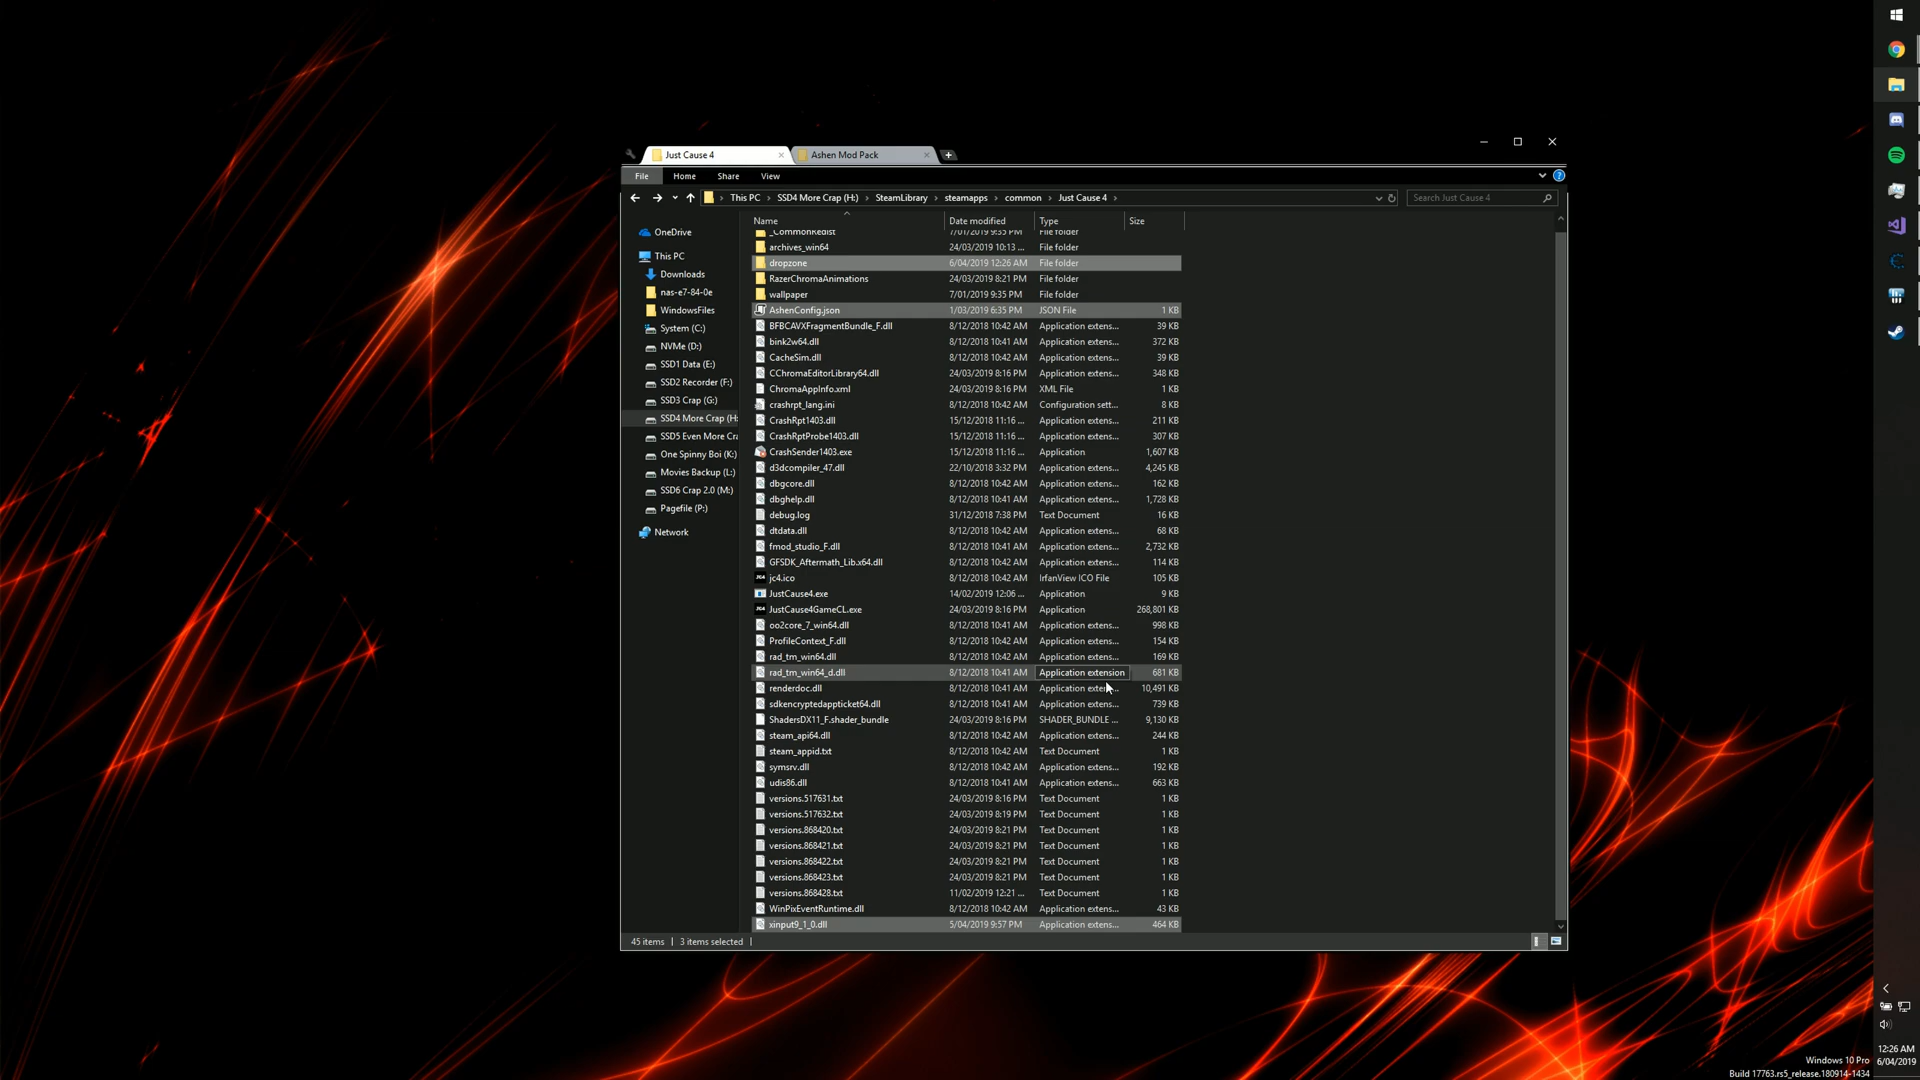 Just Cause 4
Ashen Mod Pack
File Home Share View
This PC SSD4 More Crap (H:) SteamLibrary steamapps common Just Cause 4
Search Just Cause 4
Name Date modified Type Size
OneDrive
This PC
Downloads
nas-e7-84-0e
WindowsFiles
System (C:)
NVMe (D:)
SSD1 Data (E:)
SSD2 Recorder (F:)
SSD3 Crap (G:)
SSD4 More Crap (H:
SSD5 Even More Cra
One Spinny Boi (K:)
Movies Backup (L:)
SSD6 Crap 2.0 (M:)
Pagefile (P:)
Network
_CommonRedist 7/01/2019 9:35 PM File folder
archives_win64 24/03/2019 10:13 ... File folder
dropzone 6/04/2019 12:26 AM File folder
RazerChromaAnimations 24/03/2019 8:21 PM File folder
wallpaper 7/01/2019 9:35 PM File folder
AshenConfig.json 1/03/2019 6:35 PM JSON File 1 KB
BFBCAVXFragmentBundle_F.dll 8/12/2018 10:42 AM Application extens... 39 KB
bink2w64.dll 8/12/2018 10:41 AM Application extens... 372 KB
CacheSim.dll 8/12/2018 10:42 AM Application extens... 39 KB
CChromaEditorLibrary64.dll 24/03/2019 8:16 PM Application extens... 348 KB
ChromaAppInfo.xml 24/03/2019 8:16 PM XML File 1 KB
crashrpt_lang.ini 8/12/2018 10:42 AM Configuration sett... 8 KB
CrashRpt1403.dll 15/12/2018 11:16 ... Application extens... 211 KB
CrashRptProbe1403.dll 15/12/2018 11:16 ... Application extens... 307 KB
CrashSender1403.exe 15/12/2018 11:16 ... Application 1,607 KB
d3dcompiler_47.dll 22/10/2018 3:32 PM Application extens... 4,245 KB
dbgcore.dll 8/12/2018 10:42 AM Application extens... 162 KB
dbghelp.dll 8/12/2018 10:41 AM Application extens... 1,728 KB
debug.log 31/12/2018 7:38 PM Text Document 16 KB
dtdata.dll 8/12/2018 10:42 AM Application extens... 68 KB
fmod_studio_F.dll 8/12/2018 10:41 AM Application extens... 2,732 KB
GFSDK_Aftermath_Lib.x64.dll 8/12/2018 10:41 AM Application extens... 114 KB
jc4.ico 8/12/2018 10:42 AM IrfanView ICO File 105 KB
JustCause4.exe 14/02/2019 12:06 ... Application 9 KB
JustCause4GameCL.exe 24/03/2019 8:16 PM Application 268,801 KB
oo2core_7_win64.dll 8/12/2018 10:41 AM Application extens... 998 KB
ProfileContext_F.dll 8/12/2018 10:42 AM Application extens... 154 KB
rad_tm_win64.dll 8/12/2018 10:42 AM Application extens... 169 KB
rad_tm_win64_d.dll 8/12/2018 10:41 AM Application extension 681 KB
renderdoc.dll 8/12/2018 10:41 AM Application extens... 10,491 KB
sdkencryptedappticket64.dll 8/12/2018 10:41 AM Application extens... 739 KB
ShadersDX11_F.shader_bundle 24/03/2019 8:16 PM SHADER_BUNDLE ... 9,130 KB
steam_api64.dll 8/12/2018 10:42 AM Application extens... 244 KB
steam_appid.txt 8/12/2018 10:42 AM Text Document 1 KB
symsrv.dll 8/12/2018 10:42 AM Application extens... 192 KB
udis86.dll 8/12/2018 10:41 AM Application extens... 663 KB
versions.517631.txt 24/03/2019 8:16 PM Text Document 1 KB
versions.517632.txt 24/03/2019 8:19 PM Text Document 1 KB
versions.868420.txt 24/03/2019 8:21 PM Text Document 1 KB
versions.868421.txt 24/03/2019 8:21 PM Text Document 1 KB
versions.868422.txt 24/03/2019 8:21 PM Text Document 1 KB
versions.868423.txt 24/03/2019 8:21 PM Text Document 1 KB
versions.868428.txt 11/02/2019 12:21 ... Text Document 1 KB
WinPixEventRuntime.dll 8/12/2018 10:42 AM Application extens... 43 KB
xinput9_1_0.dll 5/04/2019 9:57 PM Application extens... 464 KB
45 items 3 items selected
12:26 AM
6/04/2019
Windows 10 Pro
Build 17763.rs5_release.180914-1434